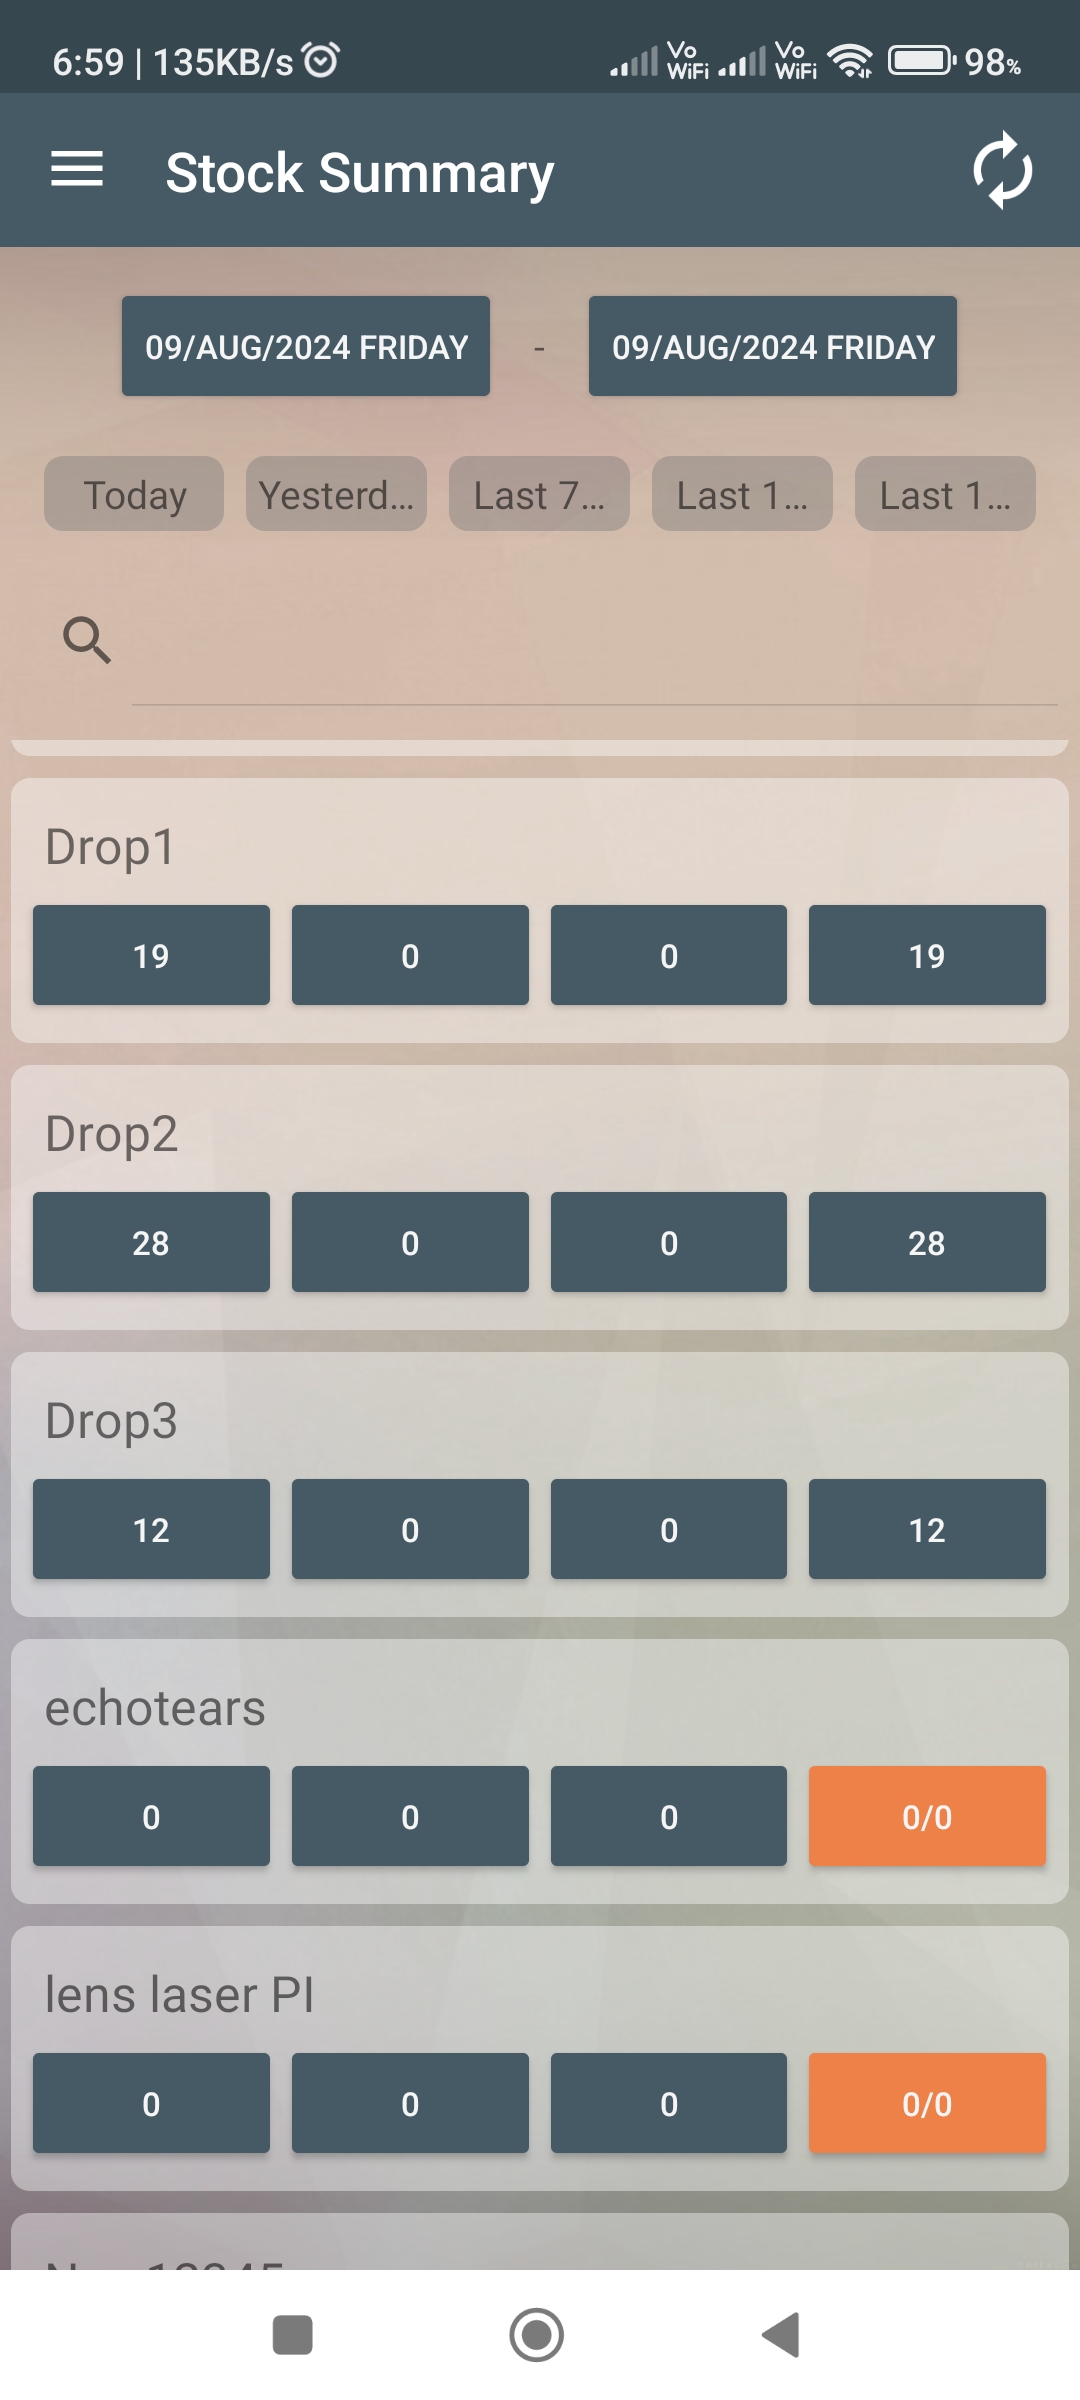 6:59 | 135KB/s
Vo WiFi Vo WiFi 98%
Stock Summary
09/AUG/2024 FRIDAY - 09/AUG/2024 FRIDAY
Today Yesterd... Last 7... Last 1... Last 1...
Drop1
19 0 0 19
Drop2
28 0 0 28
Drop3
12 0 0 12
echotears
0 0 0 0/0
lens laser PI
0 0 0 0/0